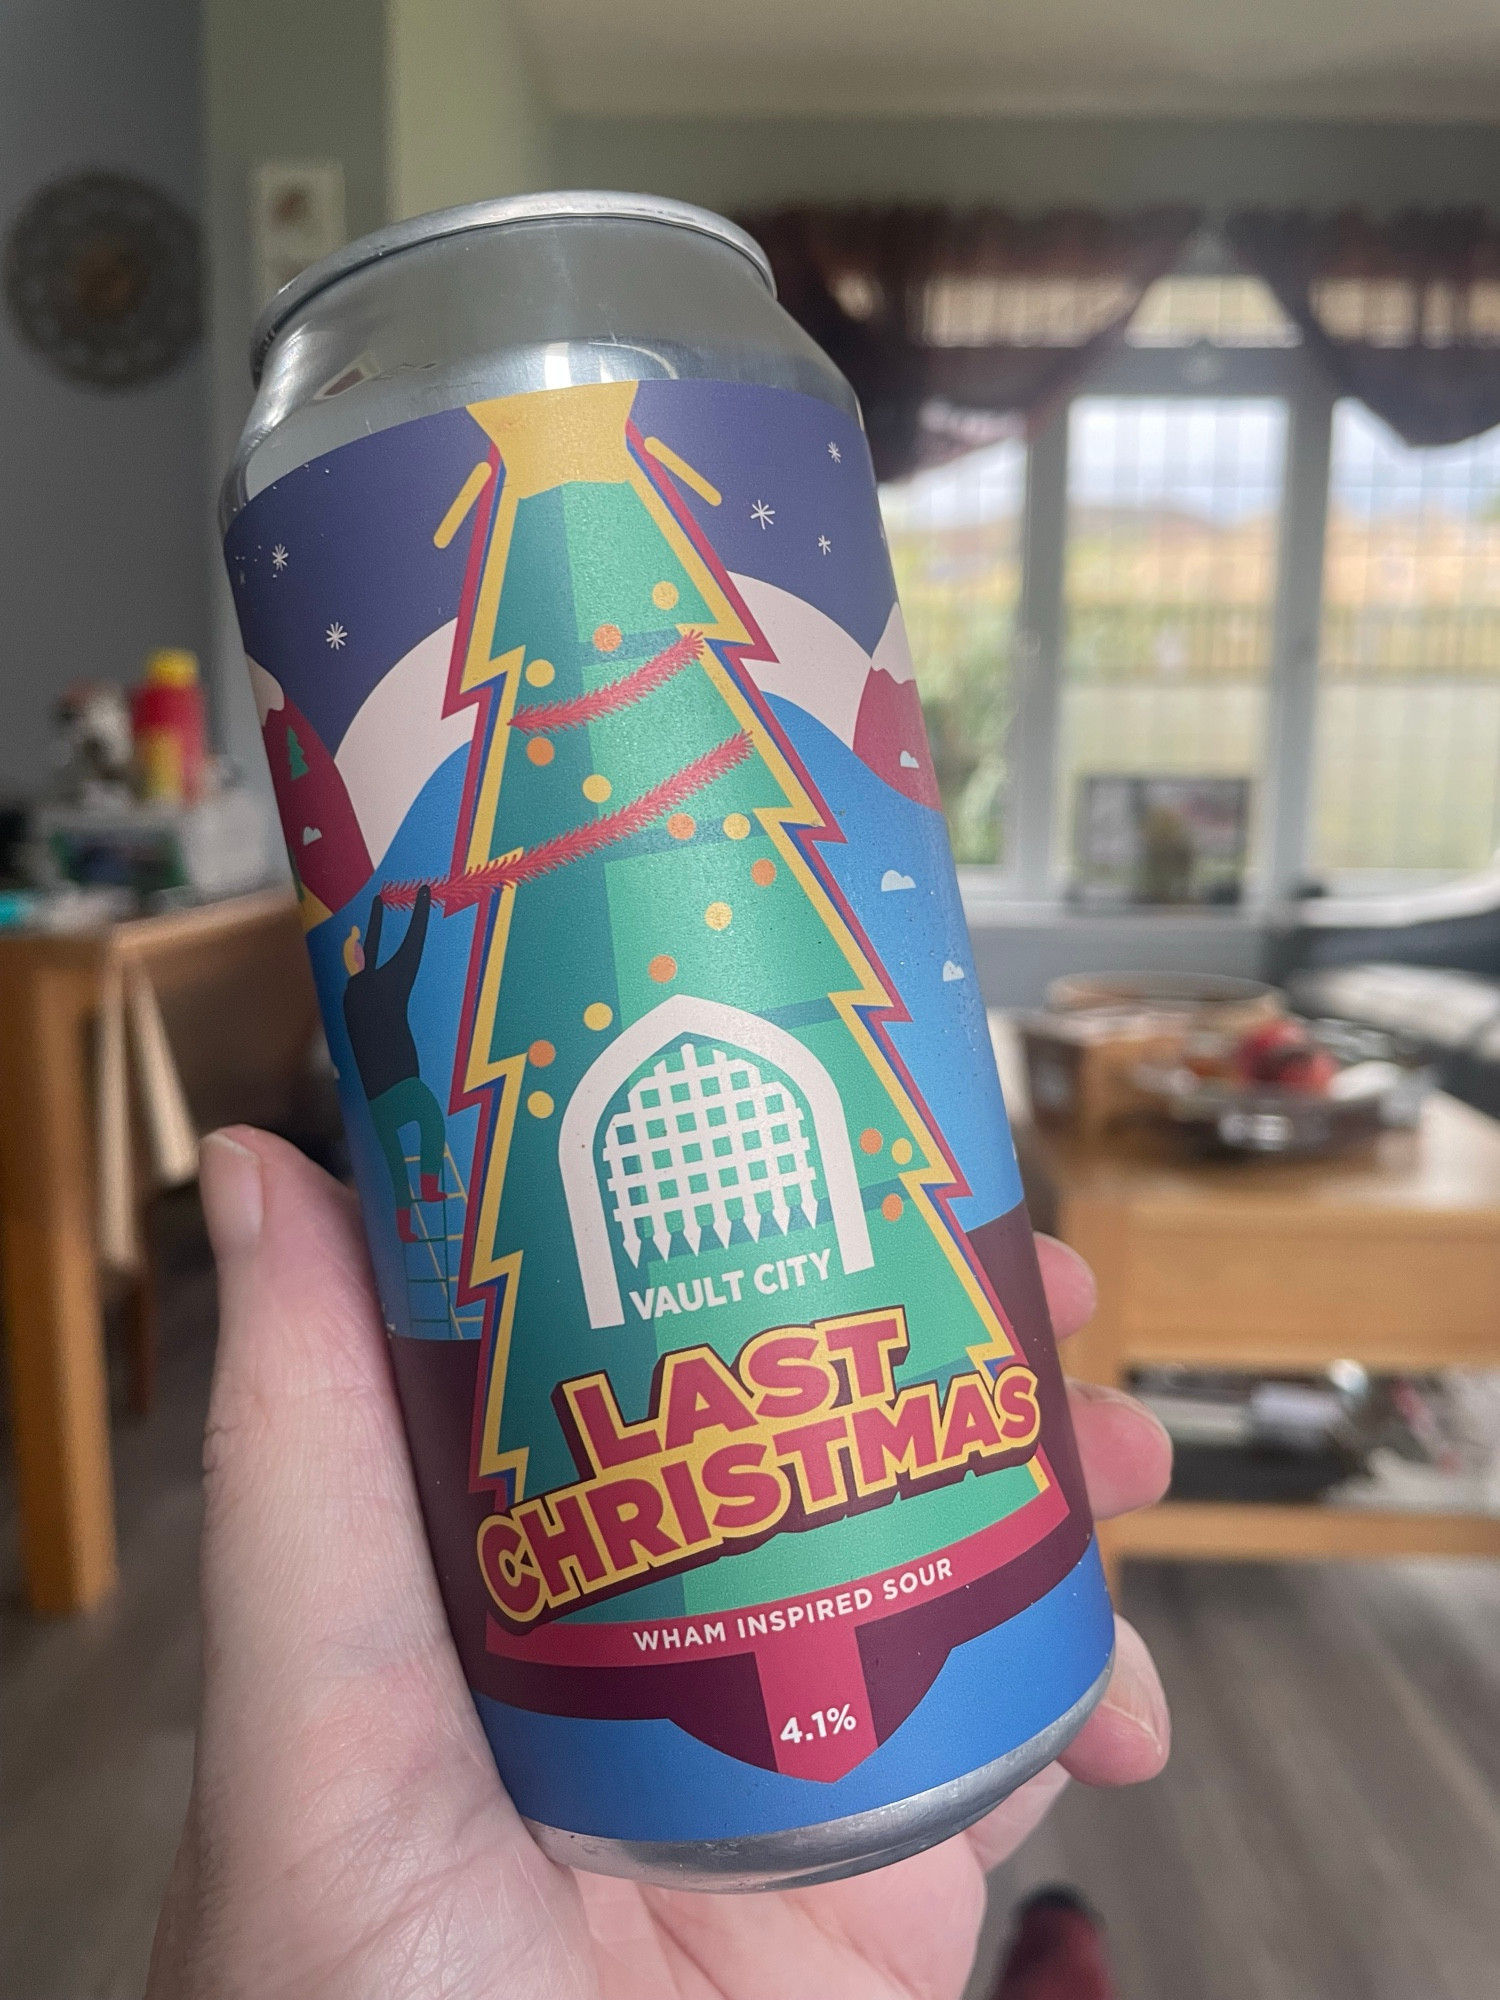 VAULT CITY
LAST
CHRISTMAS
WHAM INSPIRED SOUR
4.1%